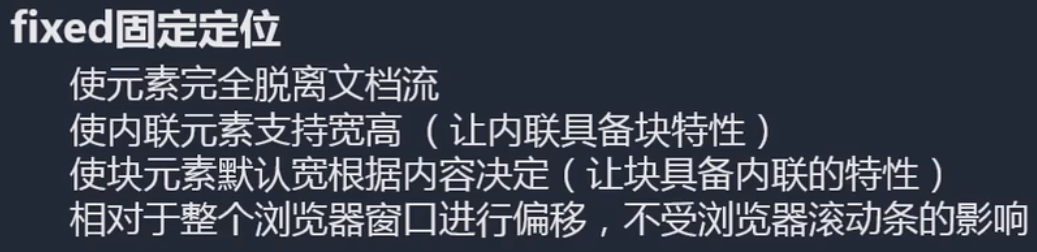 fixed固定定位
使元素完全脱离文档流
使内联元素支持宽高 （让内联具备块特性）
使块元素默认宽根据内容决定（让块具备内联的特性）
相对于整个浏览器窗口进行偏移，不受浏览器滚动条的影响